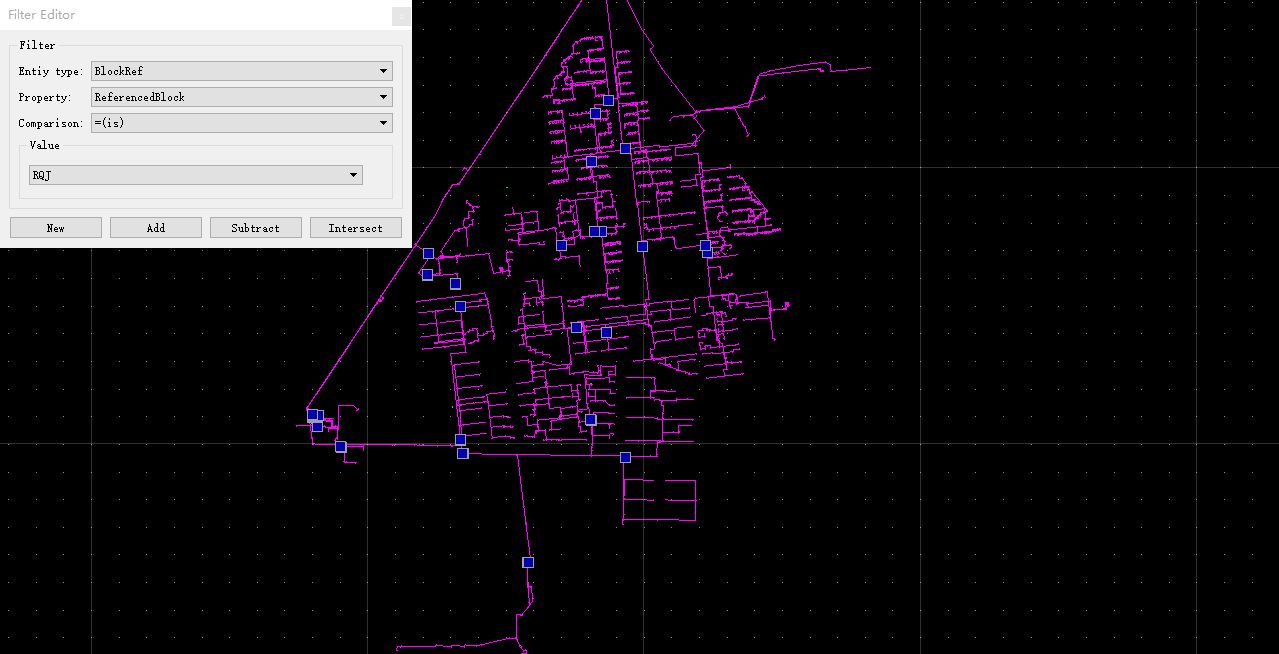 Filter Editor
Filter
Entiy type: BlockRef
Property: ReferencedBlock
Comparison: =(is)
Value
RQJ
New Add Subtract Intersect